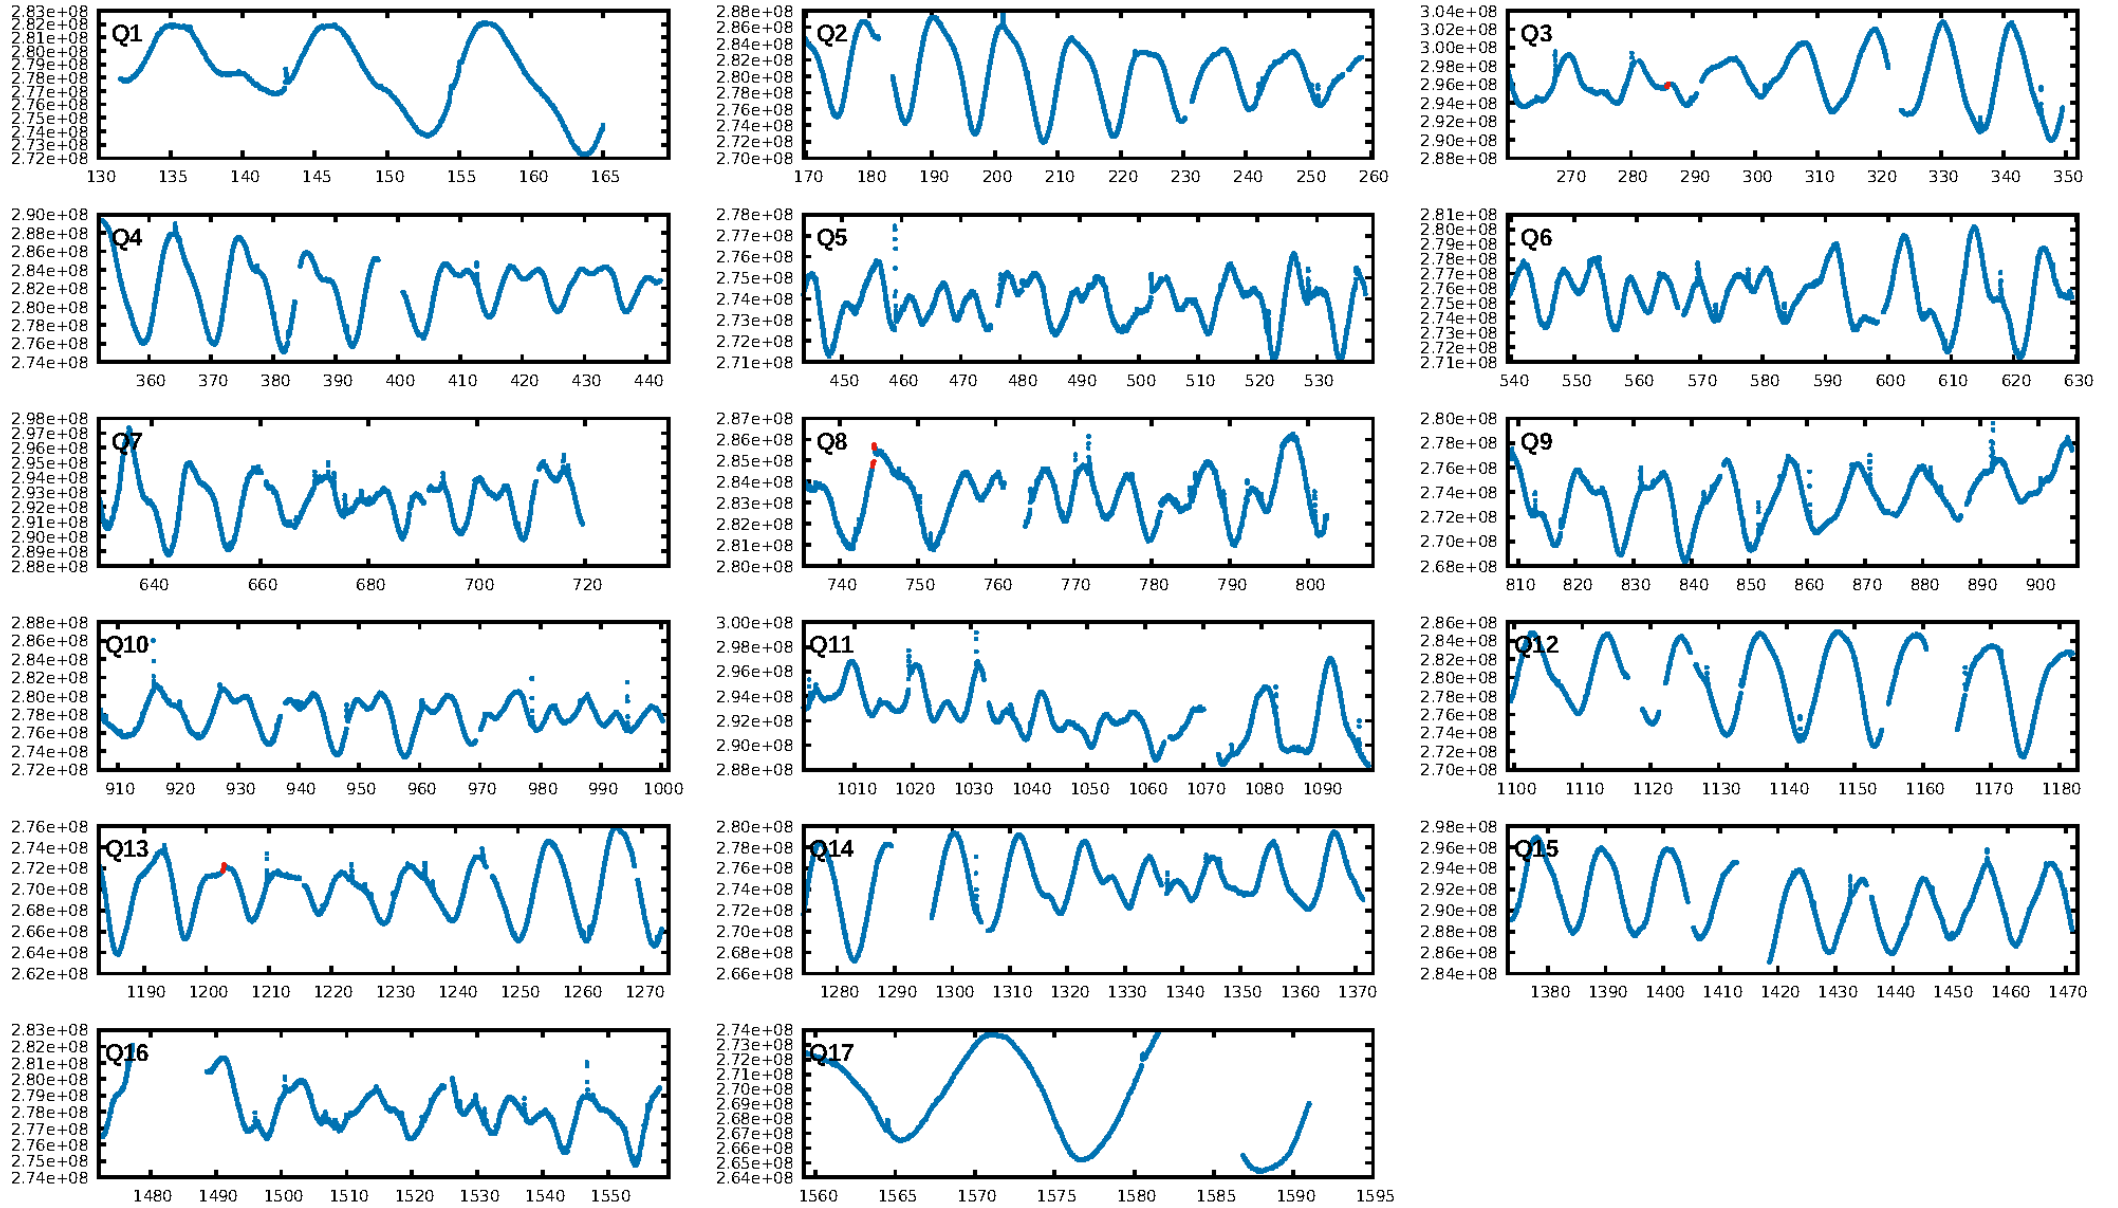 2.83e+08
2.82e+08
2.81e+08
2.80e+08
2.79e+08
2.78e+08
2.77e+08
2.76e+08
2.75e+08
2.74e+08
2.73e+08
2.72e+08
Q1
130 135 140 145 150 155 160 165
2.88e+08
2.86e+08
2.84e+08
2.82e+08
2.80e+08
2.78e+08
2.76e+08
2.74e+08
2.72e+08
2.70e+08
Q2
170 180 190 200 210 220 230 240 250 260
3.04e+08
3.02e+08
3.00e+08
2.98e+08
2.96e+08
2.94e+08
2.92e+08
2.90e+08
2.88e+08
Q3
270 280 290 300 310 320 330 340 350
2.90e+08
2.88e+08
2.86e+08
2.84e+08
2.82e+08
2.80e+08
2.78e+08
2.76e+08
2.74e+08
Q4
360 370 380 390 400 410 420 430 440
2.78e+08
2.77e+08
2.76e+08
2.75e+08
2.74e+08
2.73e+08
2.72e+08
2.71e+08
Q5
450 460 470 480 490 500 510 520 530
2.81e+08
2.80e+08
2.79e+08
2.78e+08
2.77e+08
2.76e+08
2.75e+08
2.74e+08
2.73e+08
2.72e+08
2.71e+08
Q6
540 550 560 570 580 590 600 610 620 630
2.98e+08
2.97e+08
2.96e+08
2.95e+08
2.94e+08
2.93e+08
2.92e+08
2.91e+08
2.90e+08
2.89e+08
2.88e+08
Q7
640 660 680 700 720
2.87e+08
2.86e+08
2.85e+08
2.84e+08
2.83e+08
2.82e+08
2.81e+08
2.80e+08
Q8
740 750 760 770 780 790 800
2.80e+08
2.78e+08
2.76e+08
2.74e+08
2.72e+08
2.70e+08
2.68e+08
Q9
810 820 830 840 850 860 870 880 890 900
2.88e+08
2.86e+08
2.84e+08
2.82e+08
2.80e+08
2.78e+08
2.76e+08
2.74e+08
2.72e+08
Q10
910 920 930 940 950 960 970 980 990 1000
3.00e+08
2.98e+08
2.96e+08
2.94e+08
2.92e+08
2.90e+08
2.88e+08
Q11
1010 1020 1030 1040 1050 1060 1070 1080 1090
2.86e+08
2.84e+08
2.82e+08
2.80e+08
2.78e+08
2.76e+08
2.74e+08
2.72e+08
2.70e+08
Q12
1100 1110 1120 1130 1140 1150 1160 1170 1180
2.76e+08
2.74e+08
2.72e+08
2.70e+08
2.68e+08
2.66e+08
2.64e+08
2.62e+08
Q13
1190 1200 1210 1220 1230 1240 1250 1260 1270
2.80e+08
2.78e+08
2.76e+08
2.74e+08
2.72e+08
2.70e+08
2.68e+08
2.66e+08
Q14
1280 1290 1300 1310 1320 1330 1340 1350 1360 1370
2.98e+08
2.96e+08
2.94e+08
2.92e+08
2.90e+08
2.88e+08
2.86e+08
2.84e+08
Q15
1380 1390 1400 1410 1420 1430 1440 1450 1460 1470
2.83e+08
2.82e+08
2.81e+08
2.80e+08
2.79e+08
2.78e+08
2.77e+08
2.76e+08
2.75e+08
2.74e+08
Q16
1480 1490 1500 1510 1520 1530 1540 1550
2.74e+08
2.73e+08
2.72e+08
2.71e+08
2.70e+08
2.69e+08
2.68e+08
2.67e+08
2.66e+08
2.65e+08
2.64e+08
Q17
1560 1565 1570 1575 1580 1585 1590 1595